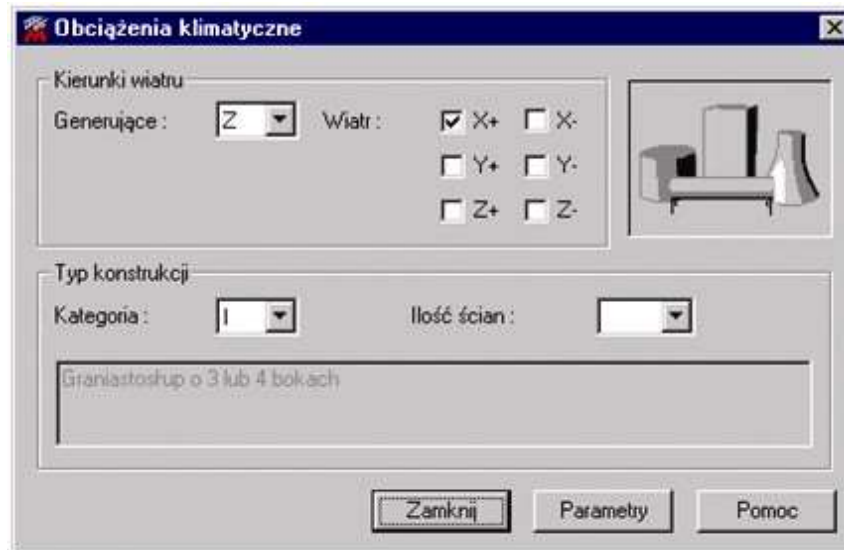 Obciążenia klimatyczne
Kierunki wiatru
Generujące : Z Wiatr : X+ X-
Y+ Y-
Z+ Z-
Typ konstrukcji
Kategoria : I Ilość ścian :
Graniastosłup o 3 lub 4 bokach
Zamknij Parametry Pomoc